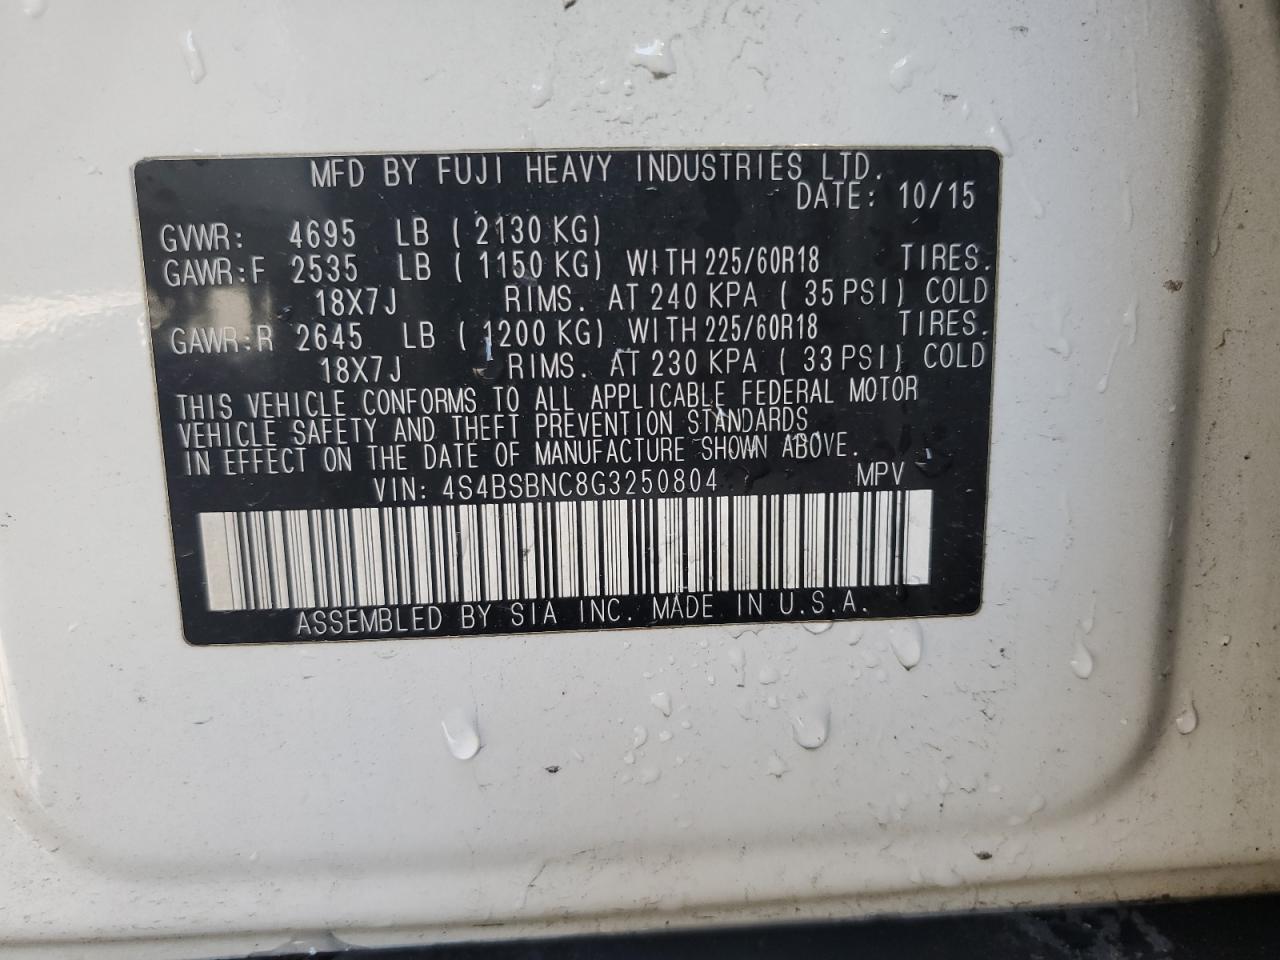 MFD BY FUJI HEAVY INDUSTRIES LTD.
DATE: 10/15
GVWR: 4695 LB ( 2130 KG)
GAWR:F 2535 LB ( 1150 KG) WITH 225/60R18 TIRES.
18X7J RIMS. AT 240 KPA ( 35 PSI) COLD
GAWR:R 2645 LB ( 1200 KG) WITH 225/60R18 TIRES.
18X7J RIMS. AT 230 KPA ( 33 PSI) COLD
THIS VEHICLE CONFORMS TO ALL APPLICABLE FEDERAL MOTOR
VEHICLE SAFETY AND THEFT PREVENTION STANDARDS
IN EFFECT ON THE DATE OF MANUFACTURE SHOWN ABOVE.
VIN: 4S4BSBNC8G3250804 MPV
ASSEMBLED BY SIA INC. MADE IN U.S.A.